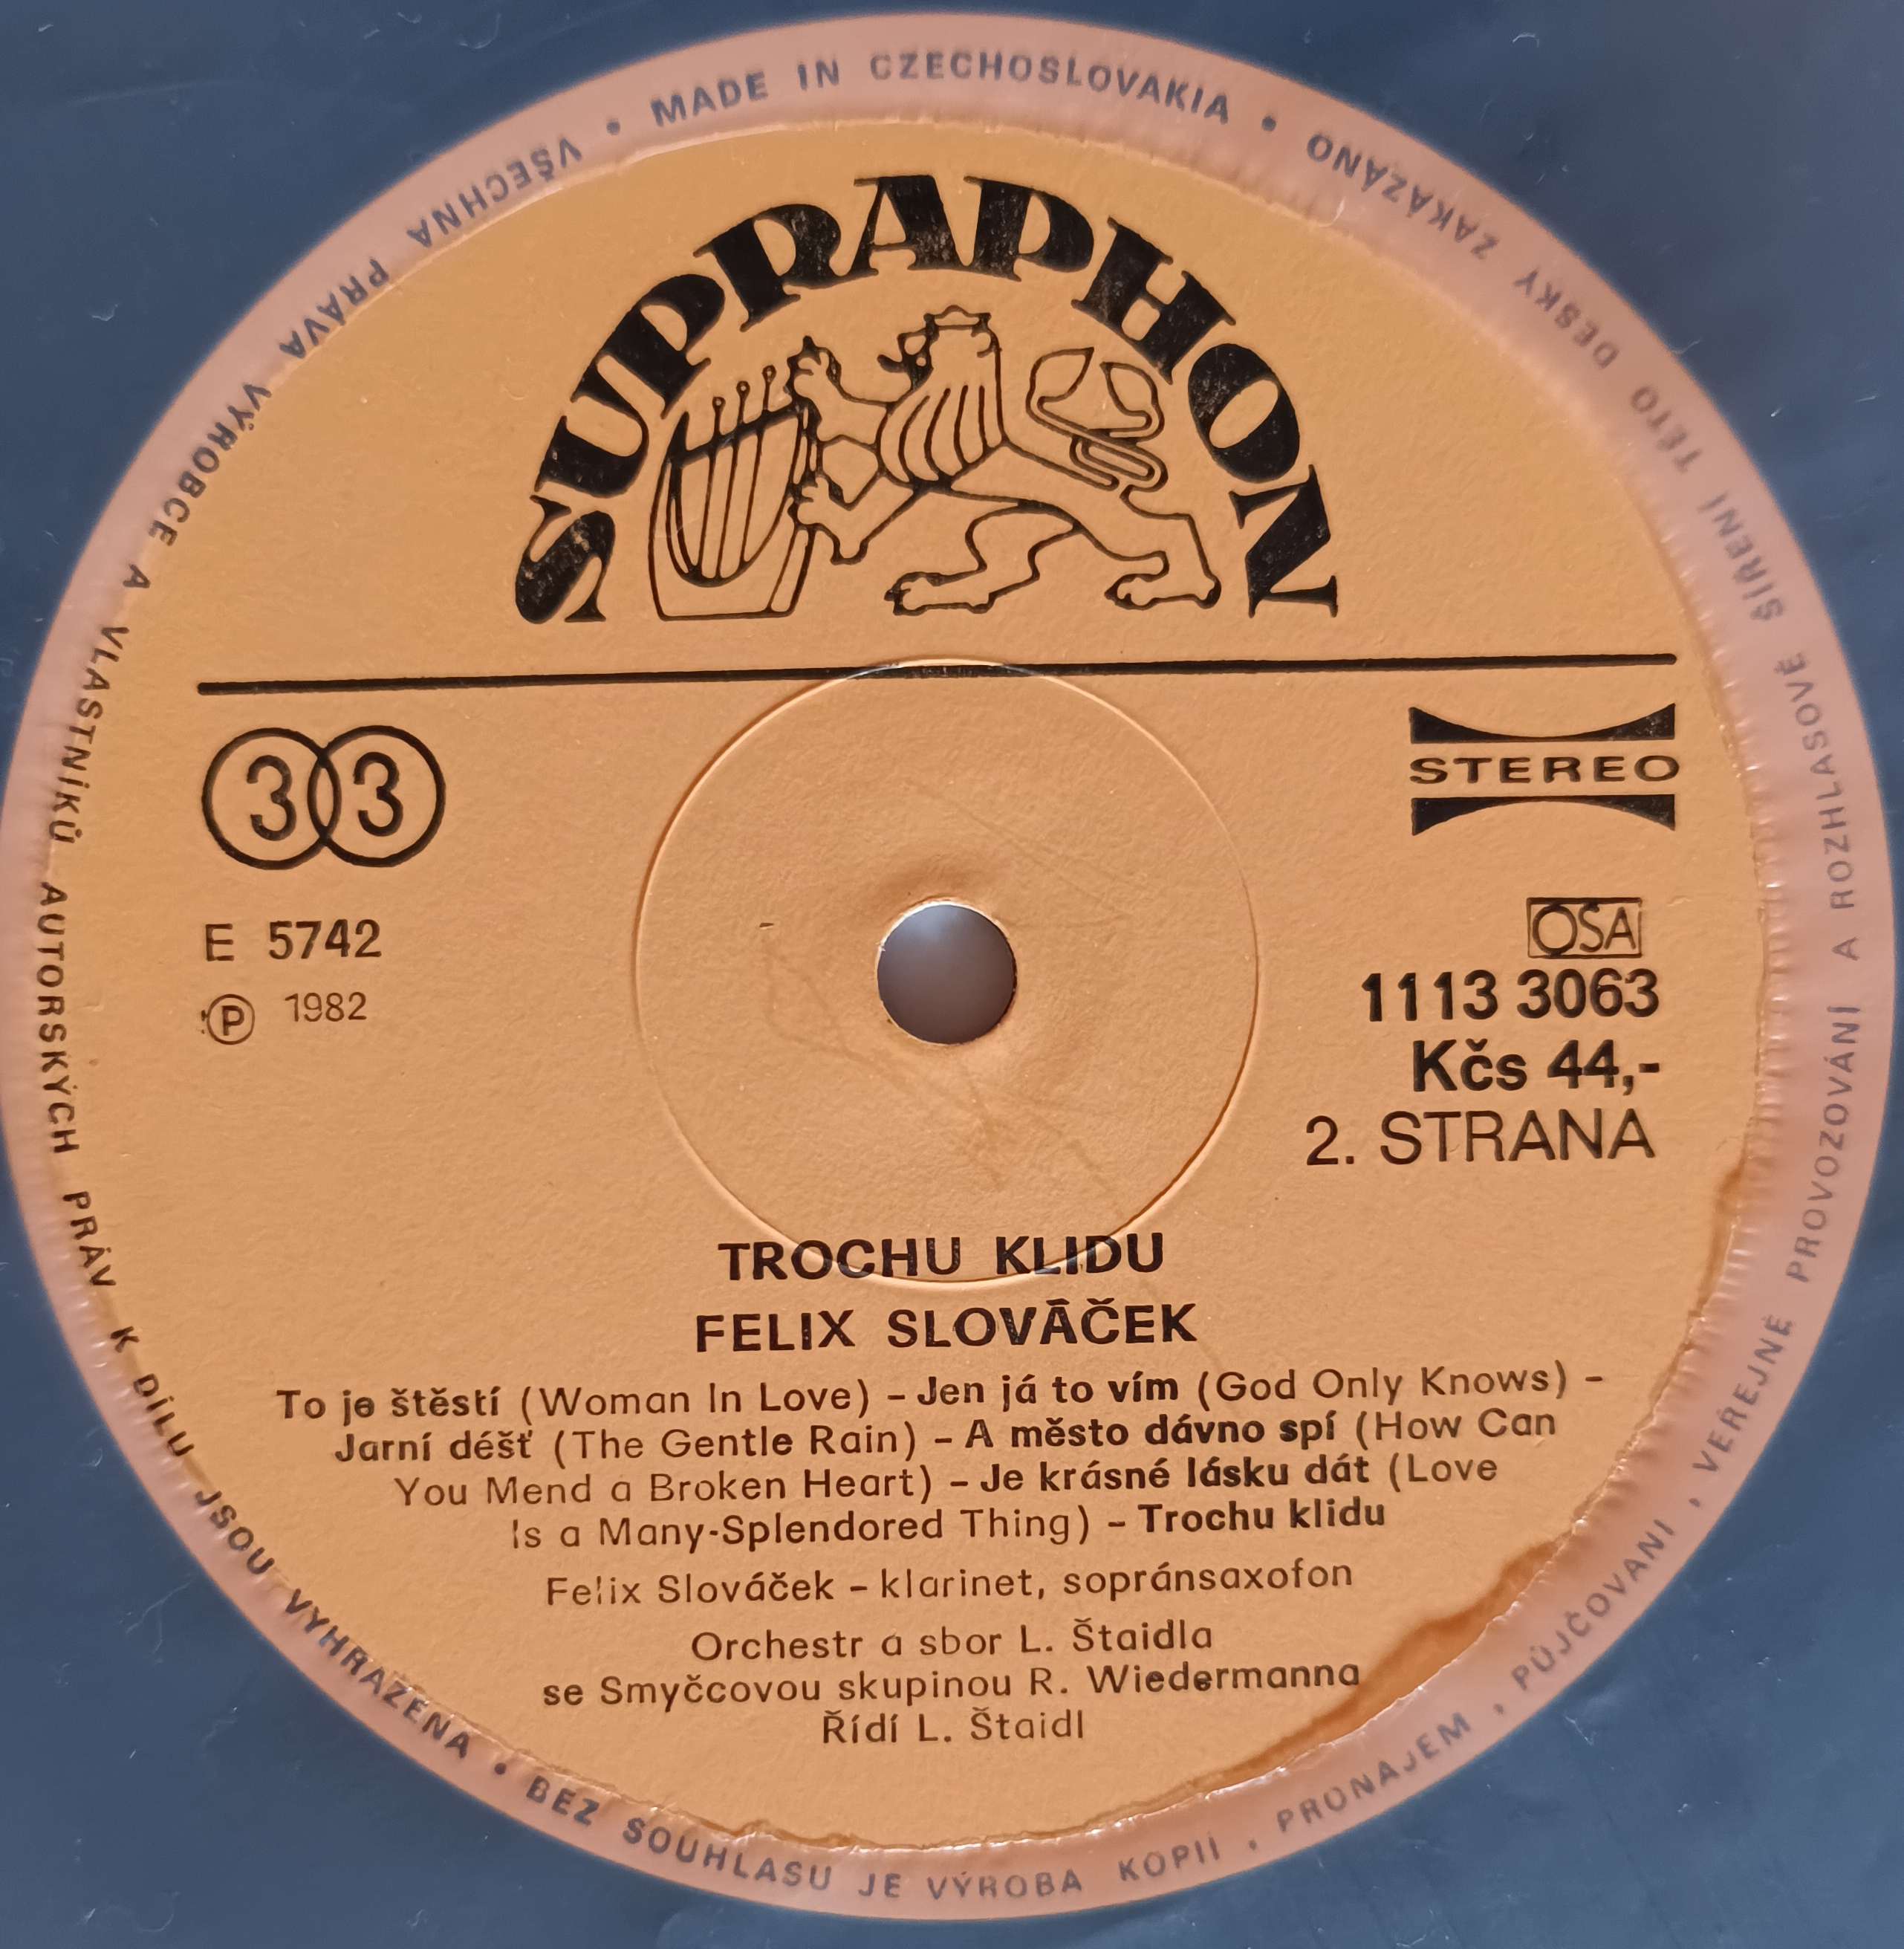 MADE IN CZECHOSLOVAKIA •
VŠECHNA PRÁVA VÝROBCE A VLASTNÍKŮ AUTORSKÝCH PRÁV K DÍLU JSOU VYHRAZENA • BEZ SOUHLASU JE VÝROBA KOPIÍ, PRONÁJEM, PŮJČOVÁNÍ, VEŘEJNÉ PROVOZOVÁNÍ A ROZHLASOVÉ ŠÍŘENÍ TÉTO DESKY ZAKÁZÁNO •
SUPRAPHON
33
STEREO
E 5742
Ⓟ 1982
OSA
1113 3063
Kčs 44,-
2. STRANA
TROCHU KLIDU
FELIX SLOVÁČEK
To je štěstí (Woman In Love) – Jen já to vím (God Only Knows) –
Jarní déšť (The Gentle Rain) – A město dávno spí (How Can
You Mend a Broken Heart) – Je krásné lásku dát (Love
Is a Many-Splendored Thing) – Trochu klidu
Felix Slováček – klarinet, sopránsaxofon
Orchestr a sbor L. Štaidla
se Smyčcovou skupinou R. Wiedermanna
Řídí L. Štaidl